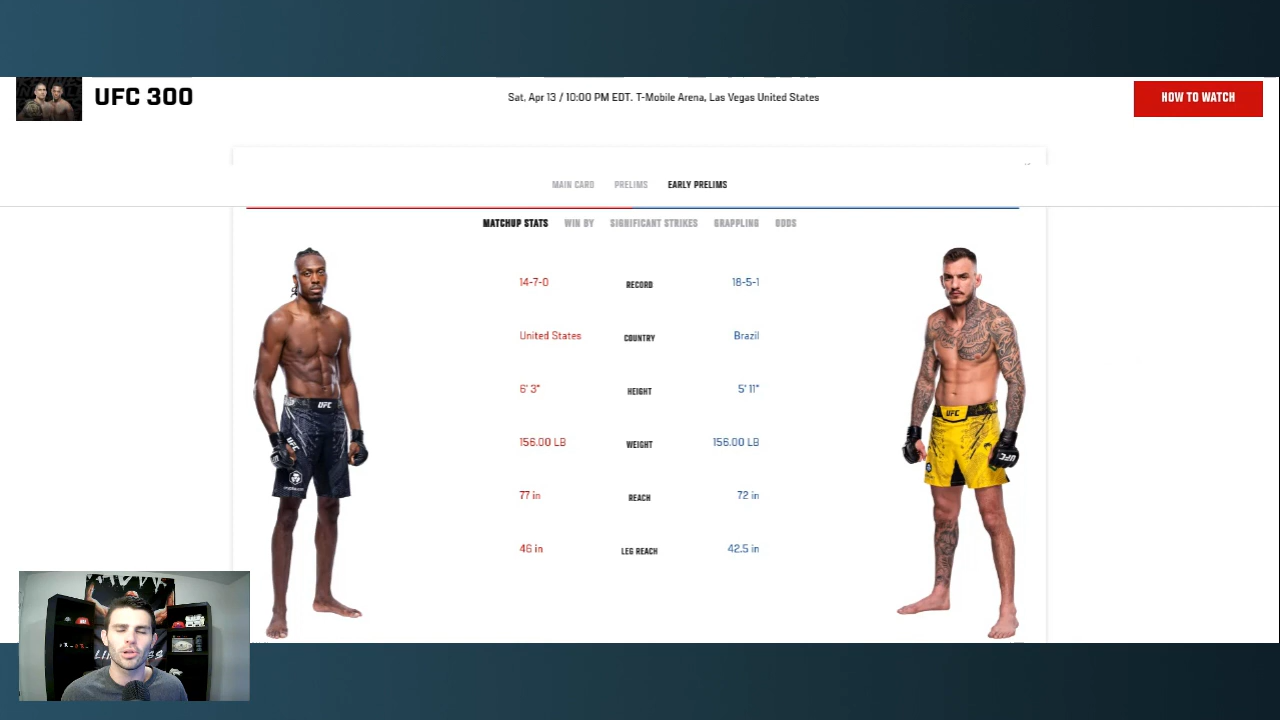 UFC 300
Sat, Apr 13 / 10:00 PM EDT. T-Mobile Arena, Las Vegas United States
HOW TO WATCH
MAIN CARD PRELIMS EARLY PRELIMS
MATCHUP STATS WIN BY SIGNIFICANT STRIKES GRAPPLING ODDS
14-7-0 RECORD 18-5-1
United States COUNTRY Brazil
6' 3" HEIGHT 5' 11"
156.00 LB WEIGHT 156.00 LB
77 in REACH 72 in
46 in LEG REACH 42.5 in
UFC
UFC